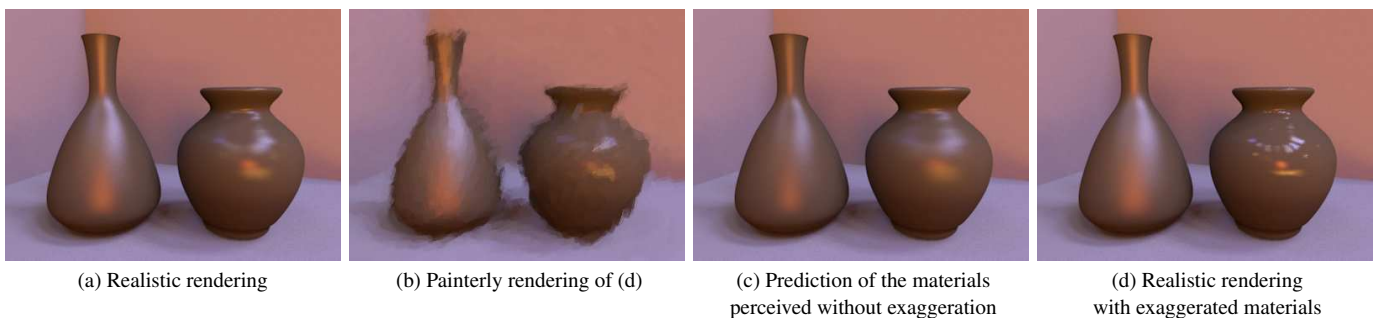 (a) Realistic rendering
(b) Painterly rendering of (d)
(c) Prediction of the materials
perceived without exaggeration
(d) Realistic rendering
with exaggerated materials